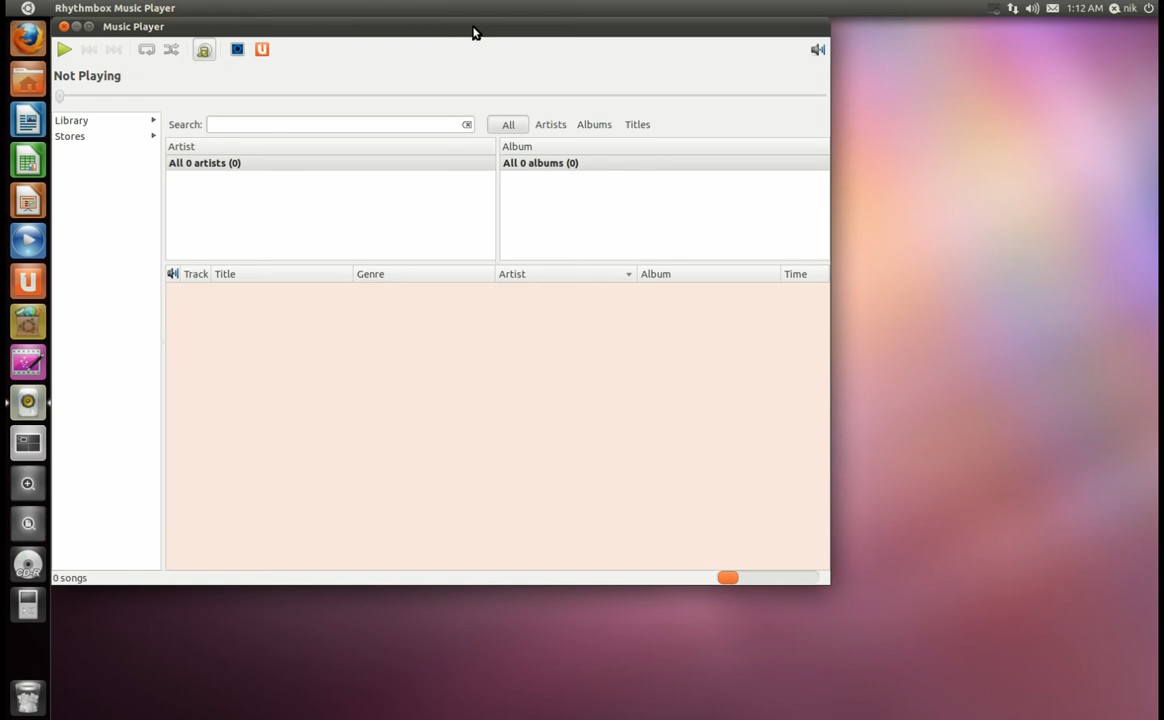 Rhythmbox Music Player
1:12 AM nik
Music Player
Not Playing
Library
Stores
Search: All Artists Albums Titles
Artist Album
All 0 artists (0) All 0 albums (0)
Track Title Genre Artist Album Time
0 songs
CD-R